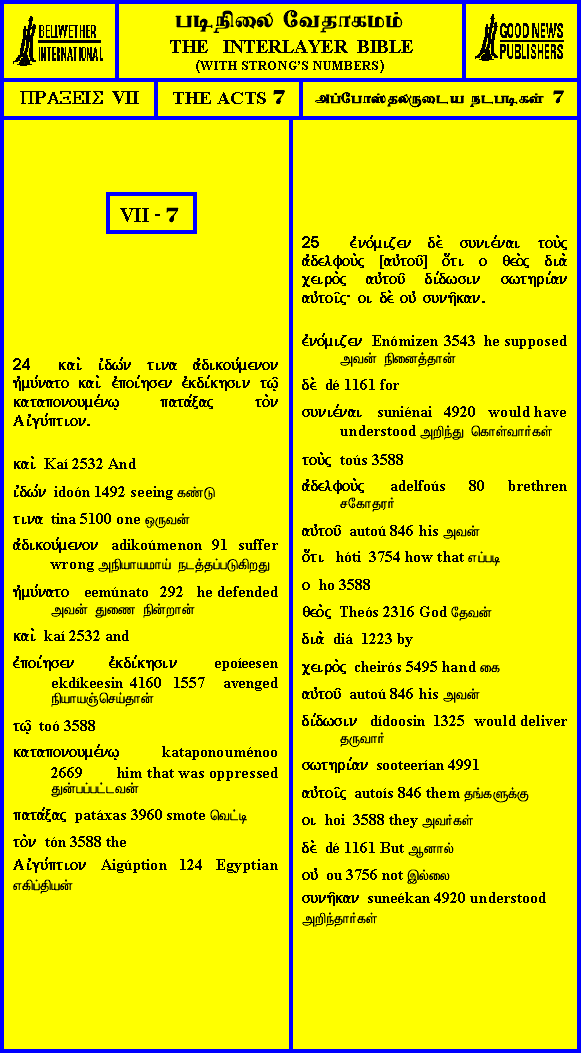 BELLWETHER
INTERNATIONAL
படிநிலை வேதாகமம்
THE INTERLAYER BIBLE
(WITH STRONG'S NUMBERS)
GOOD NEWS
PUBLISHERS
ΠΡΑΞΕΙΣ VII
THE ACTS 7
அப்போஸ்தலருடைய நடபடிகள் 7
VII - 7
24 καὶ ἰδών τινα ἀδικούμενον
ἠμύνατο καὶ ἐποίησεν ἐκδίκησιν τῷ
καταπονουμένῳ πατάξας τὸν
Αἰγύπτιον.
καὶ Kaí 2532 And
ἰδών idoón 1492 seeing கண்டு
τινα tina 5100 one ஒருவன்
ἀδικούμενον adikoúmenon 91 suffer
wrong அநியாயமாய் நடத்தப்படுகிறது
ἠμύνατο eemúnato 292 he defended
அவன் துணை நின்றான்
καὶ kaí 2532 and
ἐποίησεν ἐκδίκησιν epoíeesen
ekdíkeesin 4160 1557 avenged
நியாயஞ்செய்தான்
τῷ toó 3588
καταπονουμένῳ kataponouménoo
2669 him that was oppressed
துன்பப்பட்டவன்
πατάξας patáxas 3960 smote வெட்டி
τὸν tón 3588 the
Αἰγύπτιον Aigúption 124 Egyptian
எகிப்தியன்
25 ἐνόμιζεν δὲ συνιέναι τοὺς
ἀδελφοὺς [αὐτοῦ] ὅτι ο θεὸς διὰ
χειρὸς αὐτοῦ δίδωσιν σωτηρίαν
αὐτοῖς· οι δὲ οὐ συνῆκαν.
ἐνόμιζεν Enómizen 3543 he supposed
அவன் நினைத்தான்
δὲ dé 1161 for
συνιέναι suniénai 4920 would have
understood அறிந்து கொள்வார்கள்
τοὺς toús 3588
ἀδελφοὺς adelfoús 80 brethren
சகோதரர்
αὐτοῦ autoú 846 his அவன்
ὅτι hóti 3754 how that எப்படி
ο ho 3588
θεὸς Theós 2316 God தேவன்
διὰ diá 1223 by
χειρὸς cheirós 5495 hand கை
αὐτοῦ autoú 846 his அவன்
δίδωσιν dídoosin 1325 would deliver
தருவார்
σωτηρίαν sooteerían 4991
αὐτοῖς autoís 846 them தங்களுக்கு
οι hoi 3588 they அவர்கள்
δὲ dé 1161 But ஆனால்
οὐ ou 3756 not இல்லை
συνῆκαν suneékan 4920 understood
அறிந்தார்கள்